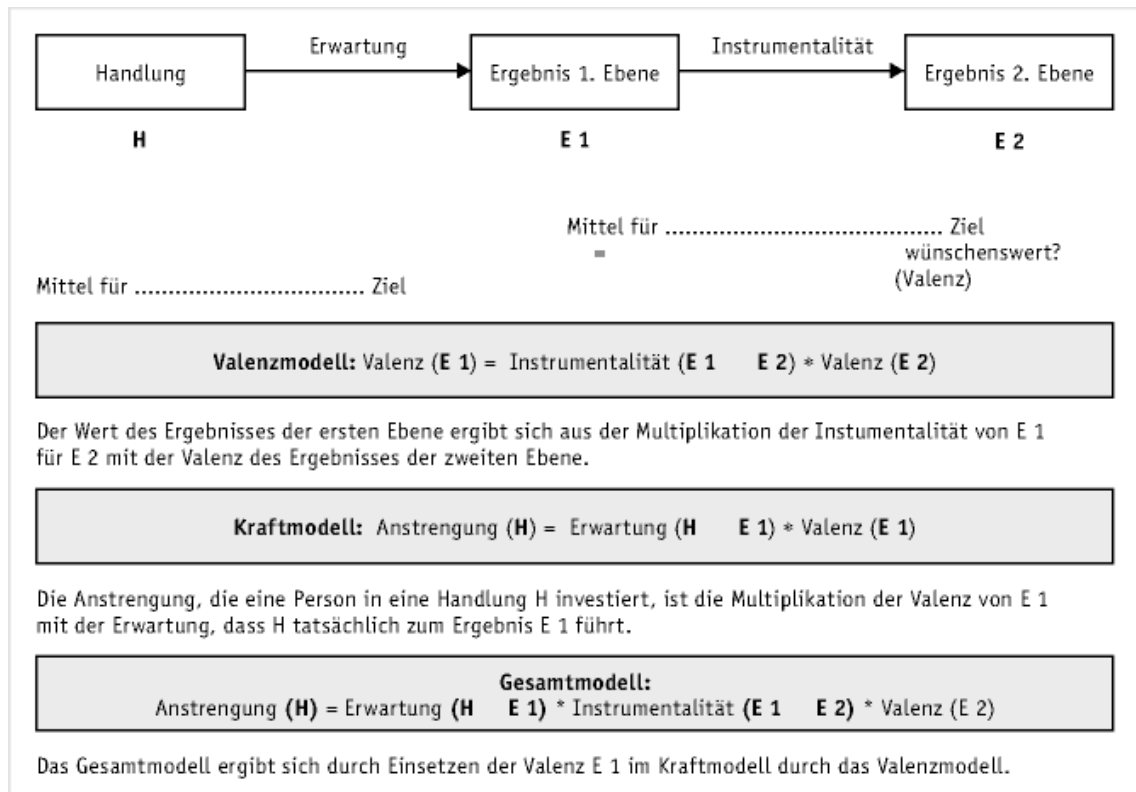 Erwartung
Instrumentalität
Handlung
Ergebnis 1. Ebene
Ergebnis 2. Ebene
H
E 1
E 2
Mittel für ......................................... Ziel
=
wünschenswert?
(Valenz)
Mittel für .................................. Ziel
Valenzmodell: Valenz (E 1) = Instrumentalität (E 1 E 2) * Valenz (E 2)
Der Wert des Ergebnisses der ersten Ebene ergibt sich aus der Multiplikation der Instumentalität von E 1
für E 2 mit der Valenz des Ergebnisses der zweiten Ebene.
Kraftmodell: Anstrengung (H) = Erwartung (H E 1) * Valenz (E 1)
Die Anstrengung, die eine Person in eine Handlung H investiert, ist die Multiplikation der Valenz von E 1
mit der Erwartung, dass H tatsächlich zum Ergebnis E 1 führt.
Gesamtmodell:
Anstrengung (H) = Erwartung (H E 1) * Instrumentalität (E 1 E 2) * Valenz (E 2)
Das Gesamtmodell ergibt sich durch Einsetzen der Valenz E 1 im Kraftmodell durch das Valenzmodell.